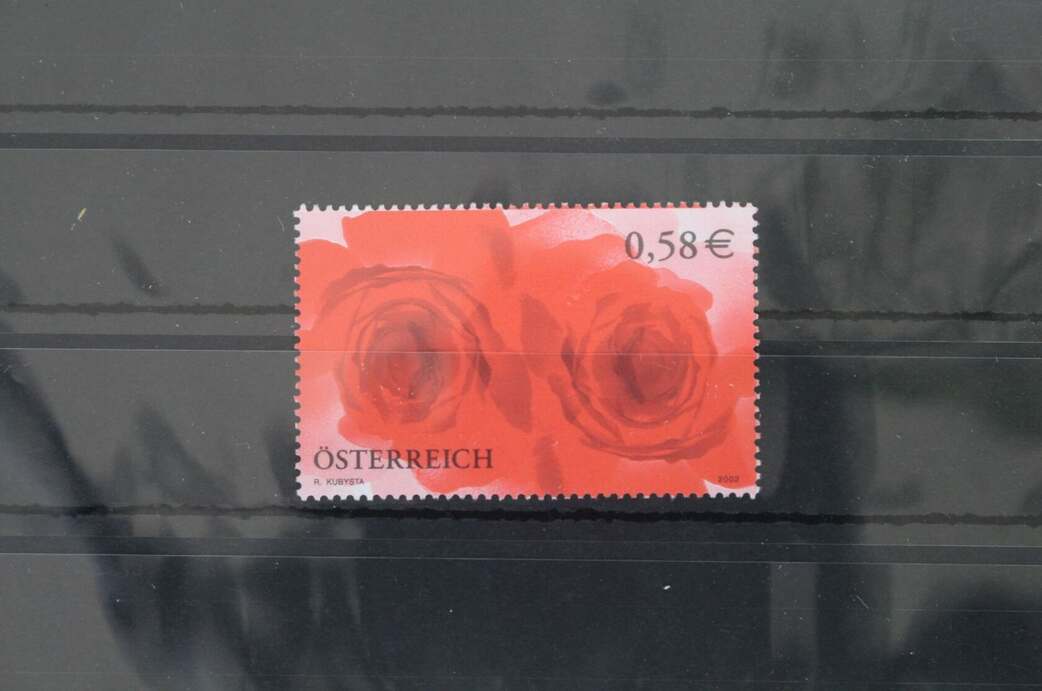 0,58 €
ÖSTERREICH
R. KUBYSTA
2002